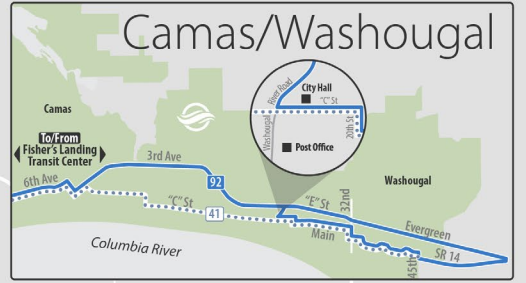 Camas/Washougal
River Road
City Hall
"C" St
Washougal
20th St
Post Office
Camas
To/From
Fisher's Landing
Transit Center
3rd Ave
6th Ave
92
"C" St
41
"E" St
32nd
Washougal
Main
Evergreen
SR 14
45th
Columbia River